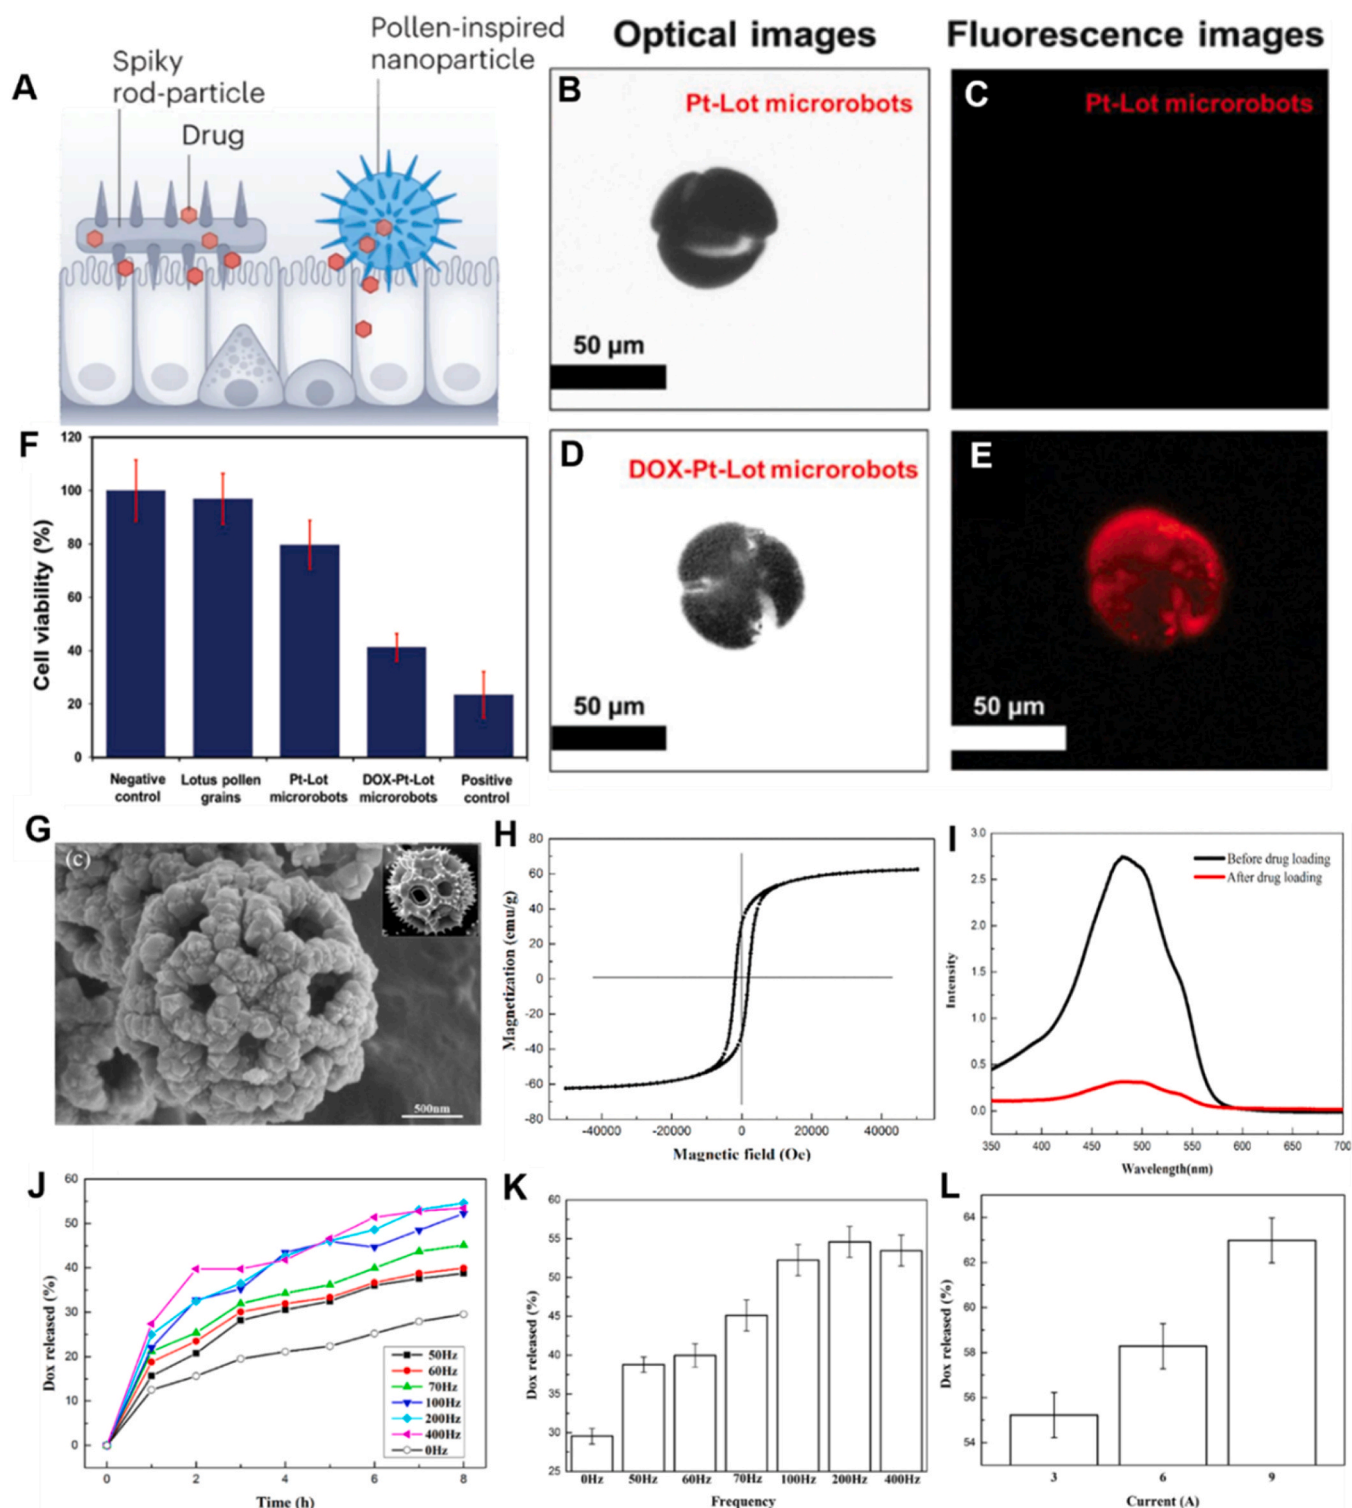 Optical images
Fluorescence images
A
Spiky
rod-particle
Drug
Pollen-inspired
nanoparticle
B
Pt-Lot microrobots
50 µm
C
Pt-Lot microrobots
D
DOX-Pt-Lot microrobots
50 µm
E
50 µm
F
Cell viability (%)
120
100
80
60
40
20
0
Negative
control
Lotus pollen
grains
Pt-Lot
microrobots
DOX-Pt-Lot
microrobots
Positive
control
G
(c)
500nm
H
Magnetization (emu/g)
80
60
40
20
0
-20
-40
-60
-80
-40000 -20000 0 20000 40000
Magnetic field (Oe)
I
Intensity
3.0
2.5
2.0
1.5
1.0
0.5
0.0
Before drug loading
After drug loading
350 400 450 500 550 600 650 700
Wavelength(nm)
J
Dox released (%)
60
50
40
30
20
10
0
50Hz
60Hz
70Hz
100Hz
200Hz
400Hz
0Hz
0 2 4 6 8
Time (h)
K
Dox released (%)
60
55
50
45
40
35
30
25
0Hz 50Hz 60Hz 70Hz 100Hz 200Hz 400Hz
Frequency
L
Dox released (%)
64
62
60
58
56
54
3 6 9
Current (A)